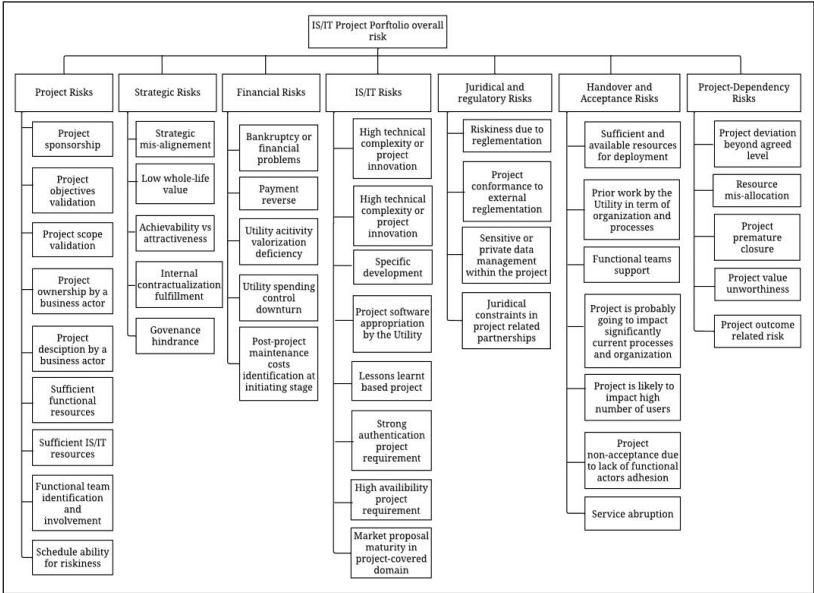 IS/IT Project Porftolio overall
risk
Project Risks
Strategic Risks
Financial Risks
IS/IT Risks
Juridical and
regulatory Risks
Handover and
Acceptance Risks
Project-Dependency
Risks
Project
sponsorship
Project
objectives
validation
Project scope
validation
Project
ownership by a
business actor
Project
desciption by a
business actor
Sufficient
functional
resources
Sufficient IS/IT
resources
Functional team
identification
and
involvement
Schedule ability
for riskiness
Strategic
mis-alignement
Low whole-life
value
Achievability vs
attractiveness
Internal
contractualization
fulfillment
Govenance
hindrance
Bankruptcy or
financial
problems
Payment
reverse
Utility acitivity
valorization
deficiency
Utility spending
control
downturn
Post-project
maintenance
costs
identification at
initiating stage
High technical
complexity or
project
innovation
High technical
complexity or
project
innovation
Specific
development
Project software
appropriation
by the Utility
Lessons learnt
based project
Strong
authentication
project
requirement
High availibility
project
requirement
Market proposal
maturity in
project-covered
domain
Riskiness due to
reglementation
Project
conformance to
external
reglementation
Sensitive or
private data
management
within the project
Juridical
constraints in
project related
partnerships
Sufficient and
available resources
for deployment
Prior work by the
Utility in term of
organization and
processes
Functional teams
support
Project is probably
going to impact
significantly
current processes
and organization
Project is likely to
impact high
number of users
Project
non-acceptance due
to lack of functional
actors adhesion
Service abruption
Project deviation
beyond agreed
level
Resource
mis-allocation
Project
premature
closure
Project value
unworthiness
Project outcome
related risk